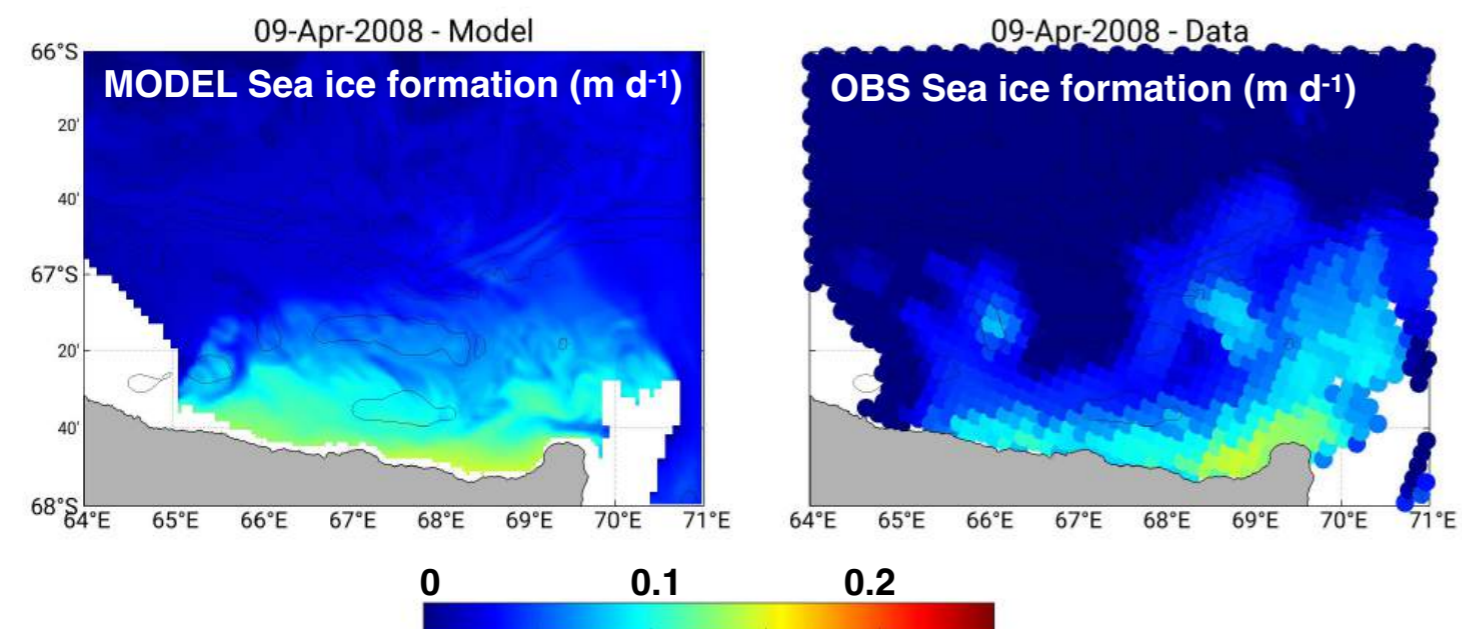 09-Apr-2008 - Model
MODEL Sea ice formation (m d-1)
66°S
20'
40'
67°S
20'
40'
68°S
64°E 65°E 66°E 67°E 68°E 69°E 70°E 71°E
09-Apr-2008 - Data
OBS Sea ice formation (m d-1)
64°E 65°E 66°E 67°E 68°E 69°E 70°E 71°E
0 0.1 0.2